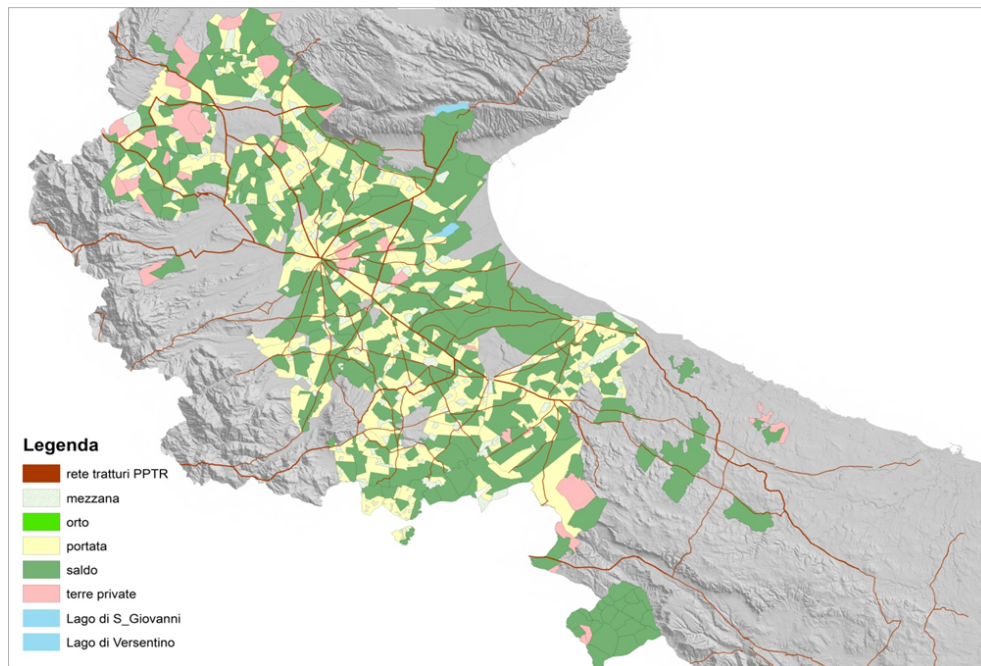 Legenda
rete tratturi PPTR
mezzana
orto
portata
saldo
terre private
Lago di S_Giovanni
Lago di Versentino